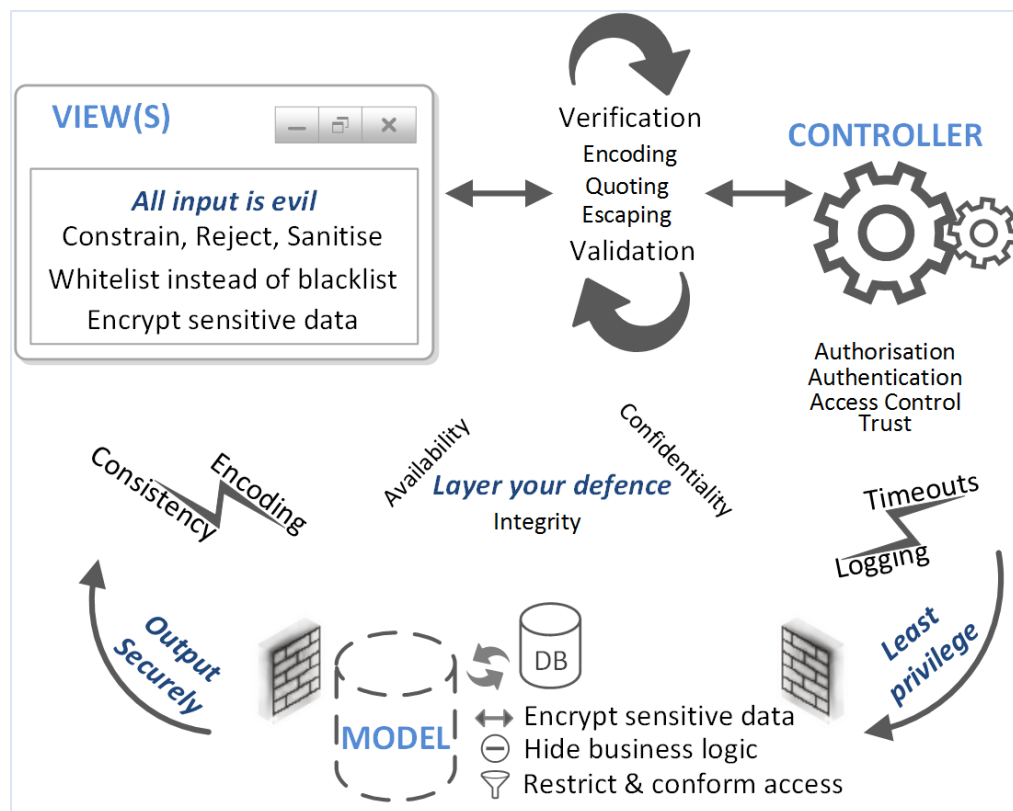 VIEW(S)
All input is evil
Constrain, Reject, Sanitise
Whitelist instead of blacklist
Encrypt sensitive data
Verification
Encoding
Quoting
Escaping
Validation
CONTROLLER
Authorisation
Authentication
Access Control
Trust
Consistency
Encoding
Availability
Layer your defence
Integrity
Confidentiality
Timeouts
Logging
Output
Securely
Least
privilege
DB
MODEL
Encrypt sensitive data
Hide business logic
Restrict & conform access